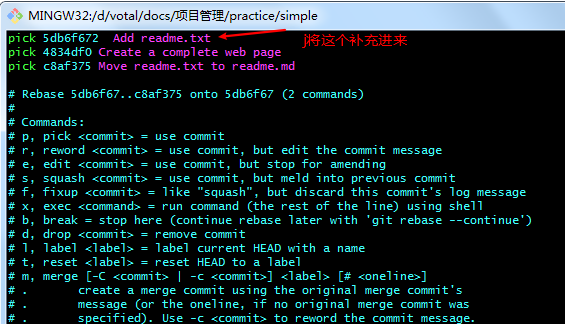 MINGW32:/d/votal/docs/项目管理/practice/simple
pick 5db6f672  Add readme.txt j将这个补充进来
pick 4834df0 Create a complete web page
pick c8af375 Move readme.txt to readme.md

# Rebase 5db6f67..c8af375 onto 5db6f67 (2 commands)
#
# Commands:
# p, pick <commit> = use commit
# r, reword <commit> = use commit, but edit the commit message
# e, edit <commit> = use commit, but stop for amending
# s, squash <commit> = use commit, but meld into previous commit
# f, fixup <commit> = like "squash", but discard this commit's log message
# x, exec <command> = run command (the rest of the line) using shell
# b, break = stop here (continue rebase later with 'git rebase --continue')
# d, drop <commit> = remove commit
# l, label <label> = label current HEAD with a name
# t, reset <label> = reset HEAD to a label
# m, merge [-C <commit> | -c <commit>] <label> [# <oneline>]
# .       create a merge commit using the original merge commit's
# .       message (or the oneline, if no original merge commit was
# .       specified). Use -c <commit> to reword the commit message.